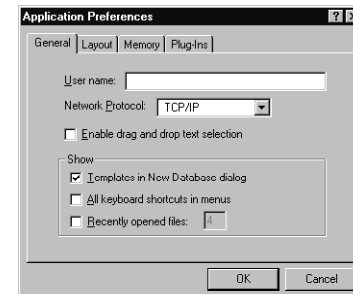 Application Preferences
General Layout Memory Plug-Ins
User name:
Network Protocol: TCP/IP
Enable drag and drop text selection
Show
Templates in New Database dialog
All keyboard shortcuts in menus
Recently opened files: 4
OK Cancel